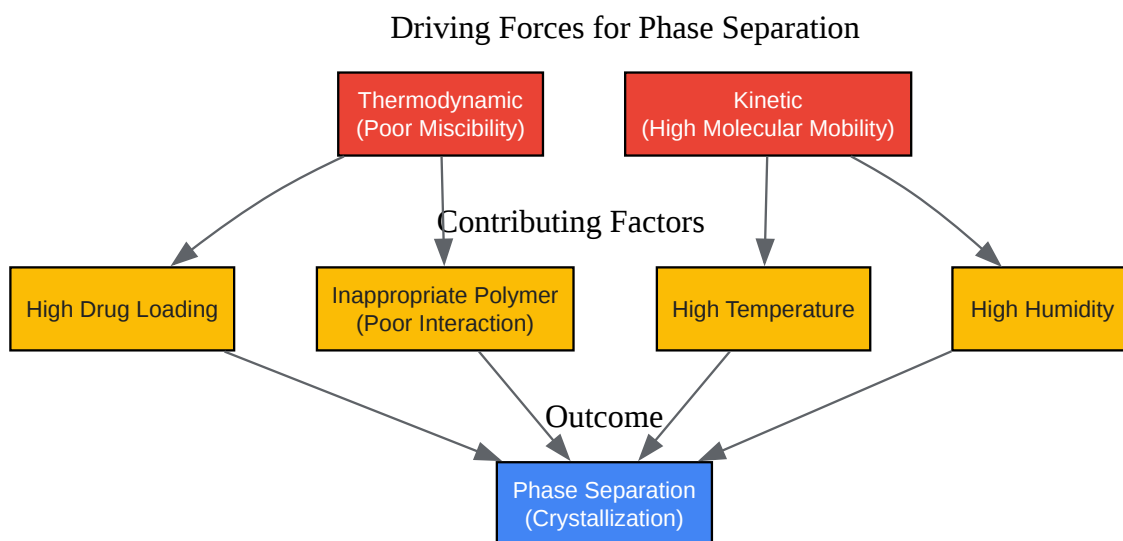 Driving Forces for Phase Separation
Thermodynamic
(Poor Miscibility)
Kinetic
(High Molecular Mobility)
Contributing Factors
High Drug Loading
Inappropriate Polymer
(Poor Interaction)
High Temperature
High Humidity
Outcome
Phase Separation
(Crystallization)